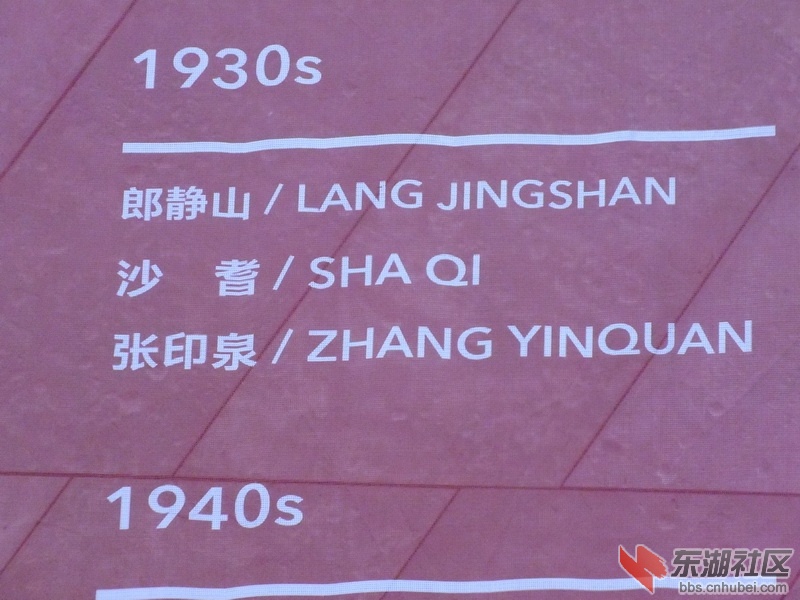 1930s
郎静山 / LANG JINGSHAN
沙　耆 / SHA QI
张印泉 / ZHANG YINQUAN
1940s
东湖社区
bbs.cnhubei.com